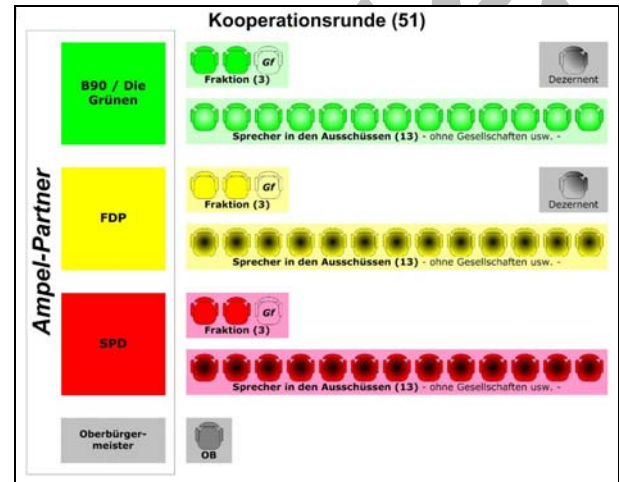 Kooperationsrunde (51)
Ampel-Partner
B90 / Die
Grünen
Gf
Fraktion (3)
Dezernent
Sprecher in den Ausschüssen (13) - ohne Gesellschaften usw. -
FDP
Gf
Fraktion (3)
Dezernent
Sprecher in den Ausschüssen (13) - ohne Gesellschaften usw. -
SPD
Gf
Fraktion (3)
Sprecher in den Ausschüssen (13) - ohne Gesellschaften usw. -
Oberbürger-
meister
OB